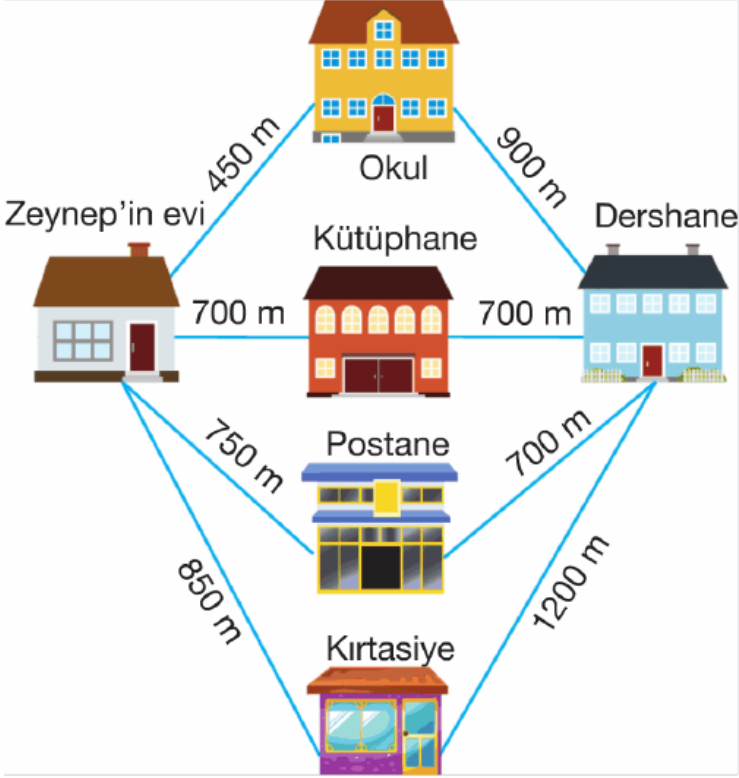 450 m
900 m
Okul
Zeynep'in evi
Dershane
Kütüphane
700 m
700 m
Postane
750 m
700 m
850 m
1200 m
Kırtasiye